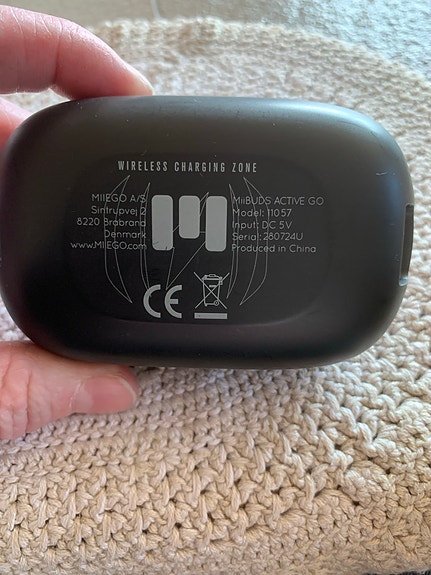 WIRELESS CHARGING ZONE
MIIEGO A/S
Sintrupvej 2
8220 Brabrand
Denmark
www.MIIEGO.com
MiiBUDS ACTIVE GO
Model: 11057
Input: DC 5V
Serial: 280724U
Produced in China
CE